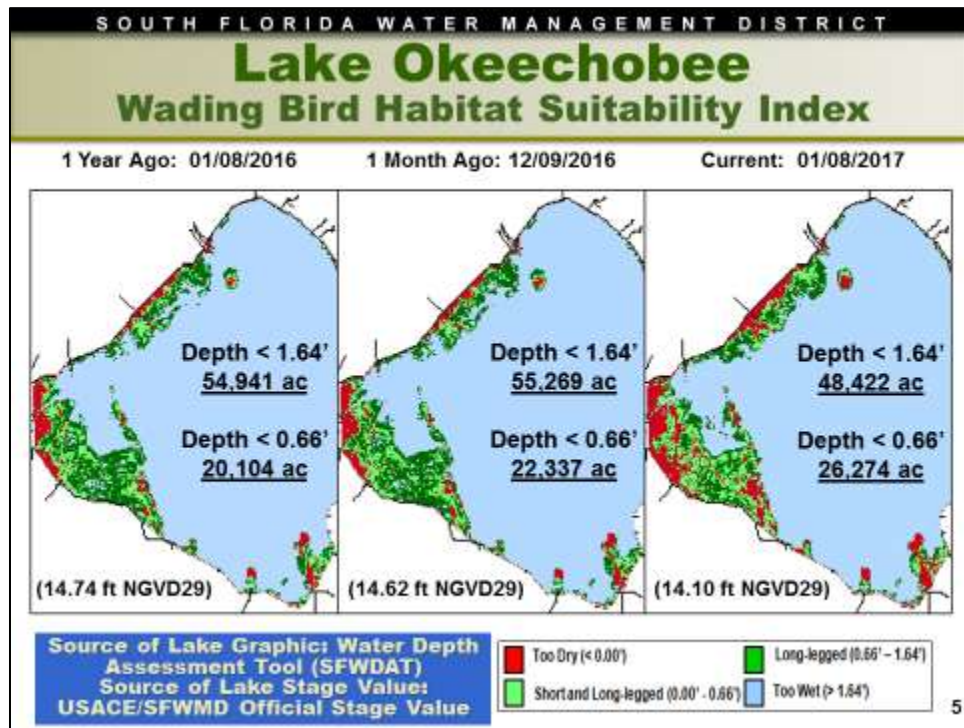 SOUTH FLORIDA WATER MANAGEMENT DISTRICT
Lake Okeechobee
Wading Bird Habitat Suitability Index
1 Year Ago: 01/08/2016
1 Month Ago: 12/09/2016
Current: 01/08/2017
Depth < 1.64'
54,941 ac
Depth < 0.66'
20,104 ac
(14.74 ft NGVD29)
Depth < 1.64'
55,269 ac
Depth < 0.66'
22,337 ac
(14.62 ft NGVD29)
Depth < 1.64'
48,422 ac
Depth < 0.66'
26,274 ac
(14.10 ft NGVD29)
Source of Lake Graphic: Water Depth
Assessment Tool (SFWDAT)
Source of Lake Stage Value:
USACE/SFWMD Official Stage Value
Too Dry (< 0.00')
Long-legged (0.66' – 1.64')
Short and Long-legged (0.00' - 0.66')
Too Wet (> 1.64')
5